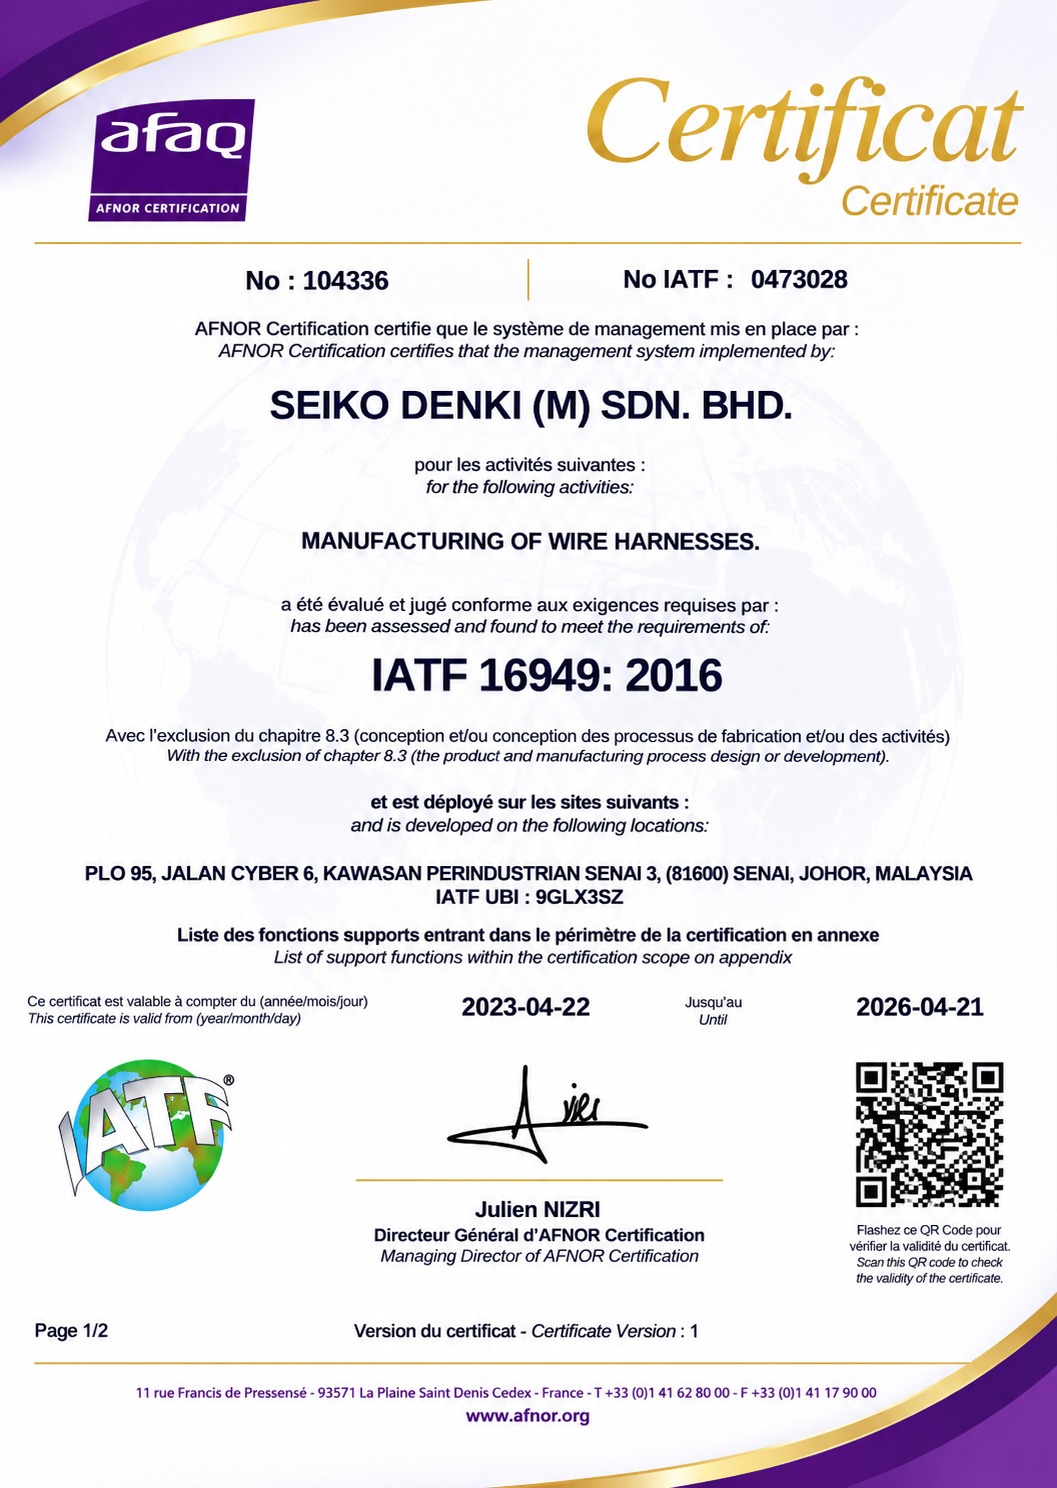 afaq
AFNOR CERTIFICATION
Certificat
Certificate
No : 104336
No IATF : 0473028
AFNOR Certification certifie que le système de management mis en place par :
AFNOR Certification certifies that the management system implemented by:
SEIKO DENKI (M) SDN. BHD.
pour les activités suivantes :
for the following activities:
MANUFACTURING OF WIRE HARNESSES.
a été évalué et jugé conforme aux exigences requises par :
has been assessed and found to meet the requirements of:
IATF 16949: 2016
Avec l'exclusion du chapitre 8.3 (conception et/ou conception des processus de fabrication et/ou des activités)
With the exclusion of chapter 8.3 (the product and manufacturing process design or development).
et est déployé sur les sites suivants :
and is developed on the following locations:
PLO 95, JALAN CYBER 6, KAWASAN PERINDUSTRIAN SENAI 3, (81600) SENAI, JOHOR, MALAYSIA
IATF UBI : 9GLX3SZ
Liste des fonctions supports entrant dans le périmètre de la certification en annexe
List of support functions within the certification scope on appendix
Ce certificat est valable à compter du (année/mois/jour)
This certificate is valid from (year/month/day)
2023-04-22
Jusqu'au
Until
2026-04-21
IATF®
Julien NIZRI
Directeur Général d'AFNOR Certification
Managing Director of AFNOR Certification
Flashez ce QR Code pour
vérifier la validité du certificat.
Scan this QR code to check
the validity of the certificate.
Page 1/2
Version du certificat - Certificate Version : 1
11 rue Francis de Pressensé - 93571 La Plaine Saint Denis Cedex - France - T +33 (0)1 41 62 80 00 - F +33 (0)1 41 17 90 00
www.afnor.org